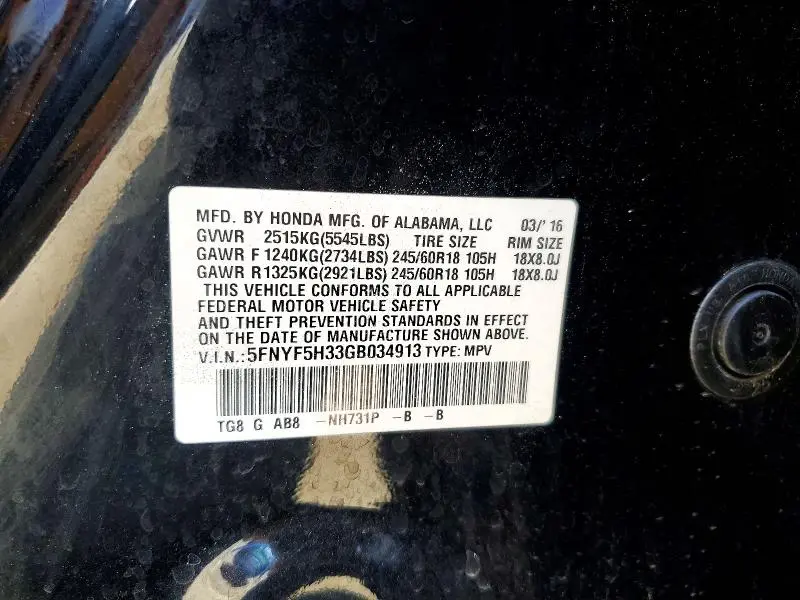 MFD. BY HONDA MFG. OF ALABAMA, LLC 03/'16
GVWR 2515KG(5545LBS) TIRE SIZE RIM SIZE
GAWR F 1240KG(2734LBS) 245/60R18 105H 18X8.0J
GAWR R 1325KG(2921LBS) 245/60R18 105H 18X8.0J
THIS VEHICLE CONFORMS TO ALL APPLICABLE
FEDERAL MOTOR VEHICLE SAFETY
AND THEFT PREVENTION STANDARDS IN EFFECT
ON THE DATE OF MANUFACTURE SHOWN ABOVE.
V.I.N.: 5FNYF5H33GB034913 TYPE: MPV
TG8 G AB8 -NH731P -B -B
HONDA